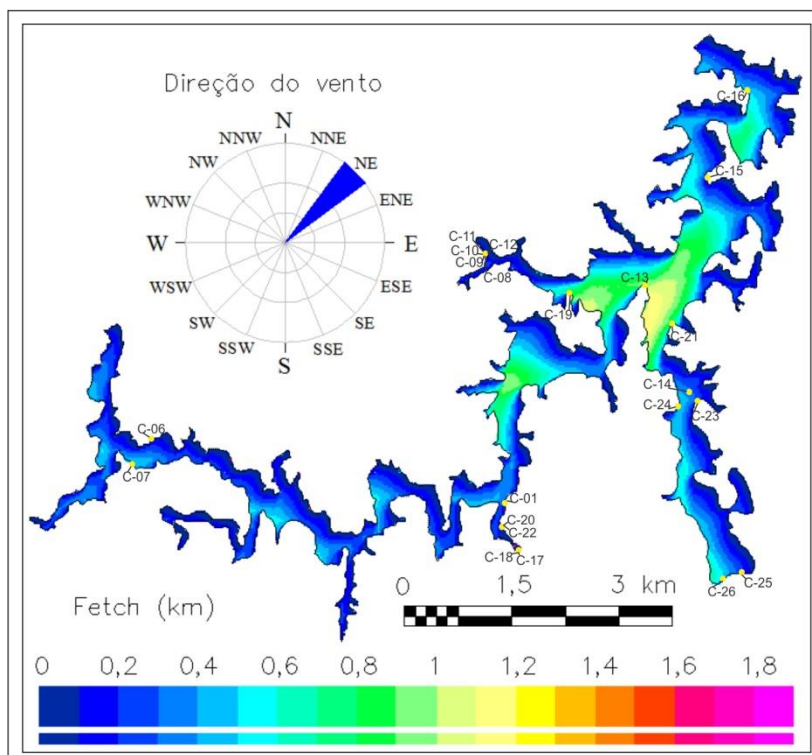 Direção do vento
N
NNW
NNE
NW
NE
WNW
ENE
W
E
WSW
ESE
SW
SE
SSW
SSE
S
C-16
C-15
C-11
C-12
C-10
C-09
C-08
C-13
C-19
C-21
C-14
C-24
C-23
C-06
C-07
C-01
C-20
C-22
C-18
C-17
C-25
C-26
0 1,5 3 km
Fetch (km)
0 0,2 0,4 0,6 0,8 1 1,2 1,4 1,6 1,8